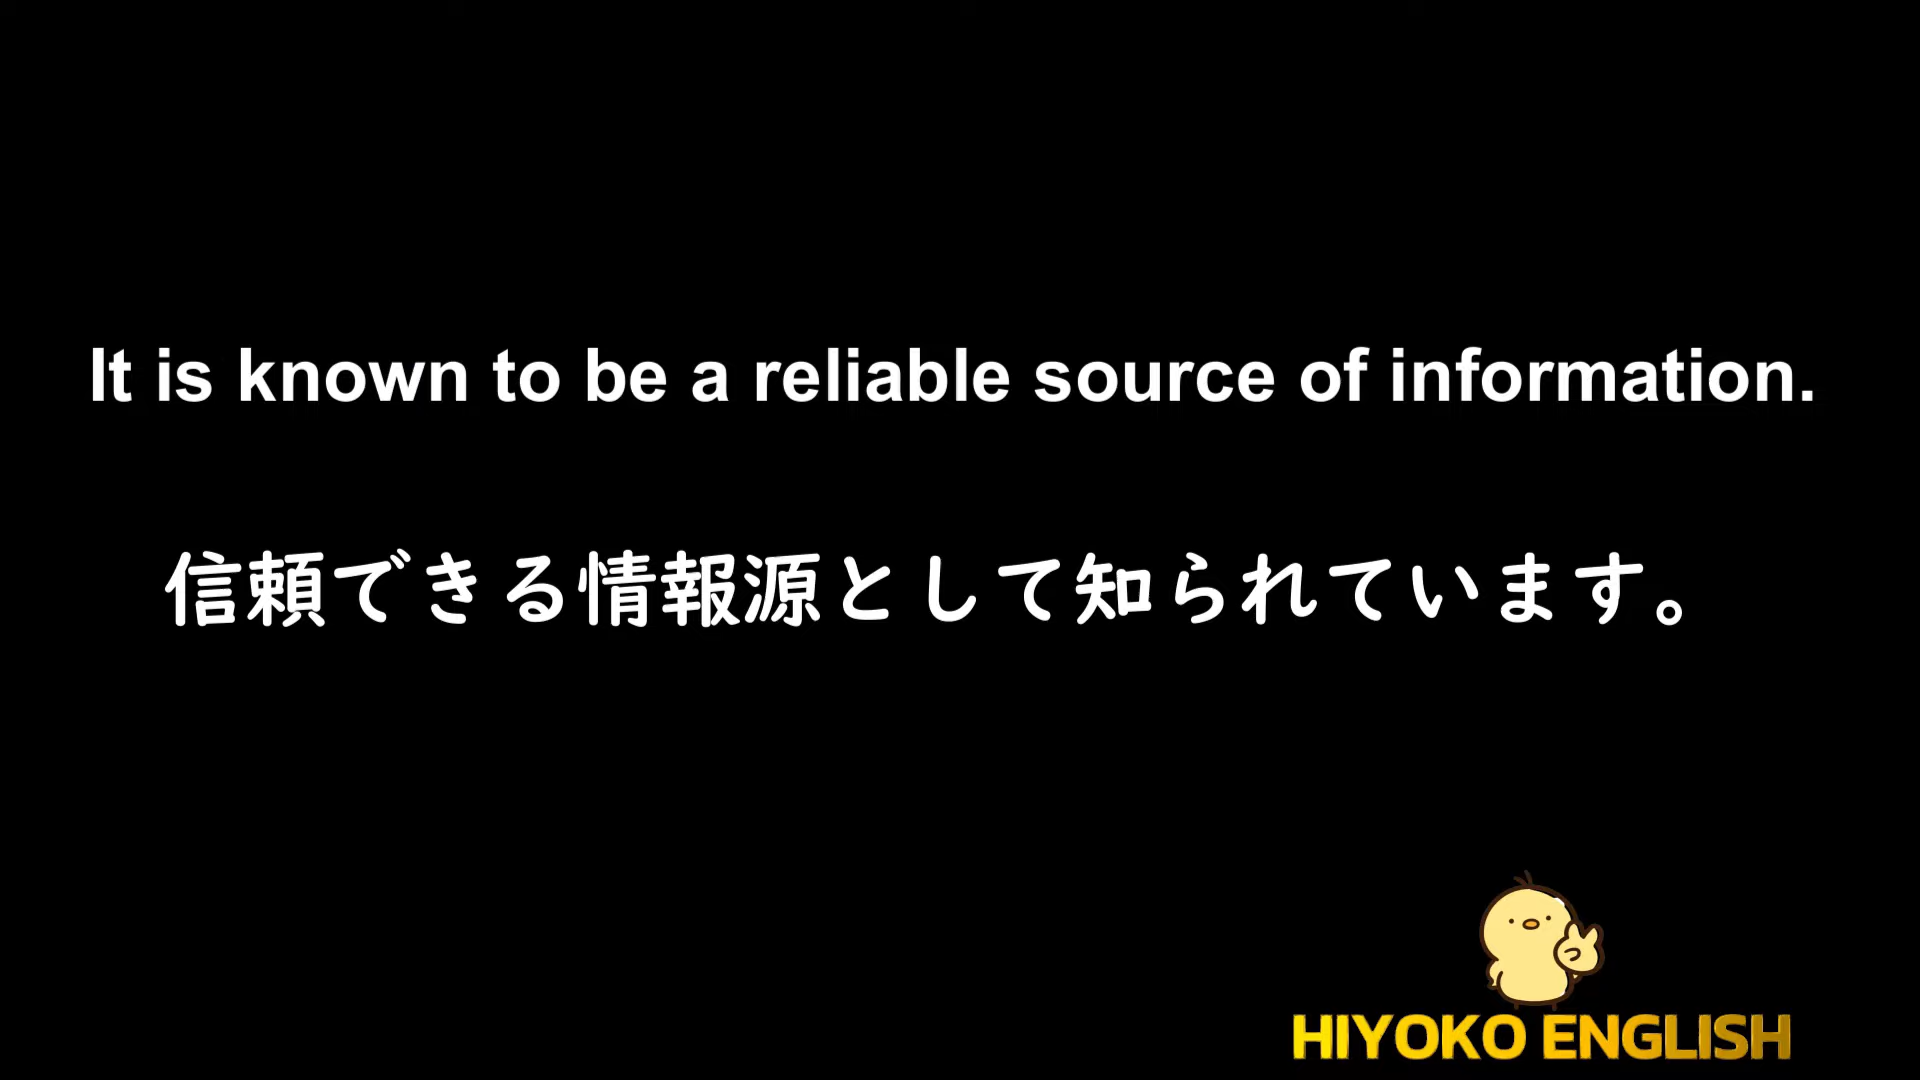 It is known to be a reliable source of information.
信頼できる情報源として知られています。
HIYOKO ENGLISH